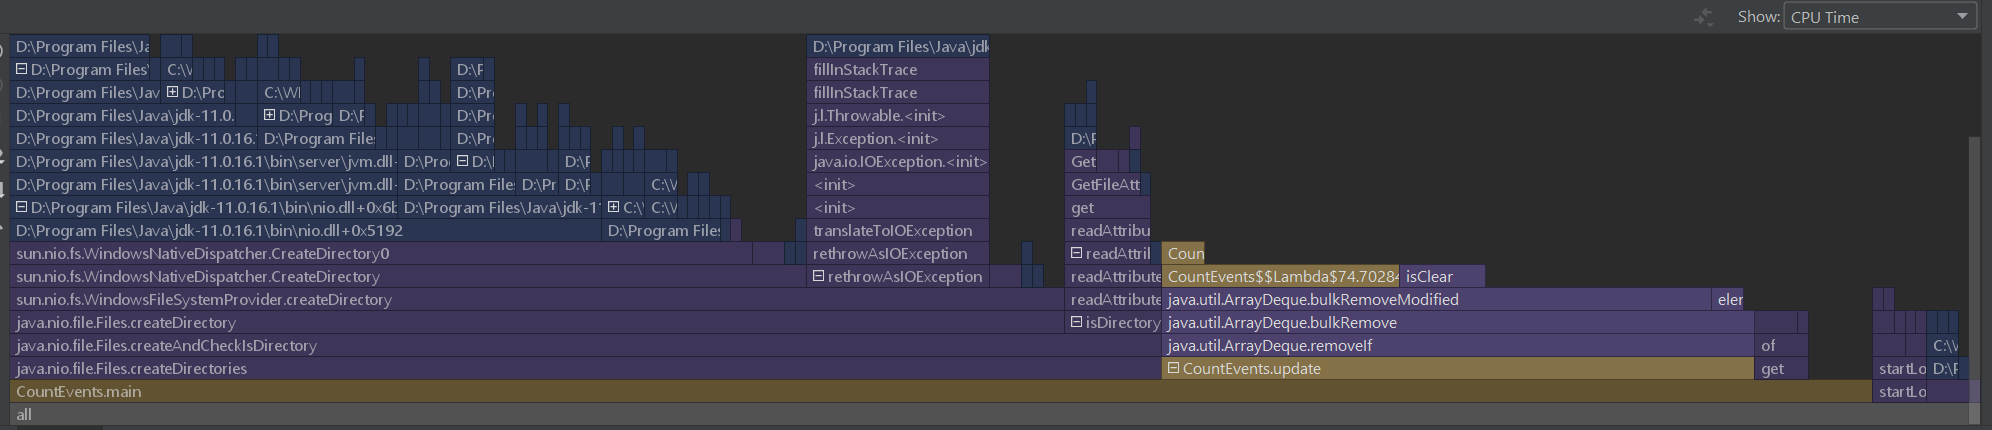 Show: CPU Time
D:\Program Files\Ja D:\Program Files\Java\jdk
D:\Program Files\ C:\ D:\F fillInStackTrace
D:\Program Files\Java D:\Pro C:\WI D:\Pr fillInStackTrace
D:\Program Files\Java\jdk-11.0. D:\Prog D:\F D:\Pr j.l.Throwable.<init>
D:\Program Files\Java\jdk-11.0.16. D:\Program Files D:\Pr j.l.Exception.<init> D:\F
D:\Program Files\Java\jdk-11.0.16.1\bin\server\jvm.dll- D:\Pro D:\ D:\F java.io.IOException.<init> Get
D:\Program Files\Java\jdk-11.0.16.1\bin\server\jvm.dll- D:\Program File D:\Pr D:\F C:\ <init> GetFileAtt
D:\Program Files\Java\jdk-11.0.16.1\bin\nio.dll+0x6b D:\Program Files\Java\jdk-1 C:\ C:\ <init> get
D:\Program Files\Java\jdk-11.0.16.1\bin\nio.dll+0x5192 D:\Program Files translateToIOException readAttribu
sun.nio.fs.WindowsNativeDispatcher.CreateDirectory0 rethrowAsIOException readAttril Coun
sun.nio.fs.WindowsNativeDispatcher.CreateDirectory rethrowAsIOException readAttribute CountEvents$$Lambda$74.70284 isClear
sun.nio.fs.WindowsFileSystemProvider.createDirectory readAttribute java.util.ArrayDeque.bulkRemoveModified eler
java.nio.file.Files.createDirectory isDirectory java.util.ArrayDeque.bulkRemove
java.nio.file.Files.createAndCheckIsDirectory java.util.ArrayDeque.removeIf of C:\
java.nio.file.Files.createDirectories CountEvents.update get startLo D:\F
CountEvents.main startLo
all